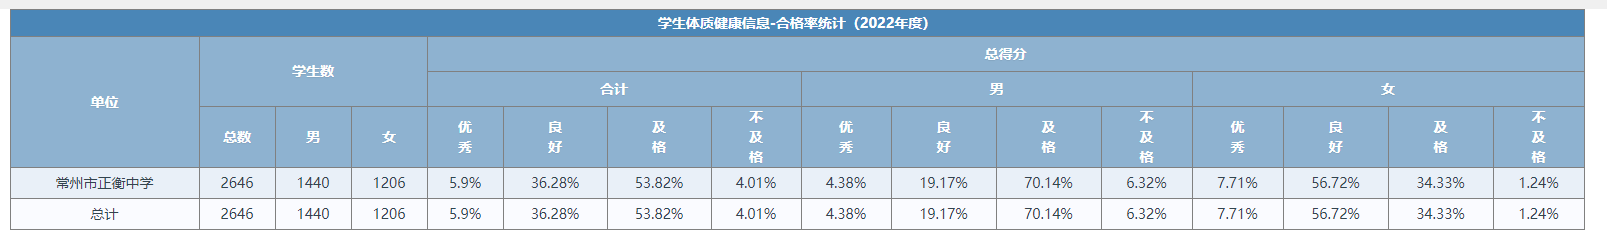 学生体质健康信息-合格率统计（2022年度）
单位 学生数 总得分
合计 男 女
总数 男 女 优秀 良好 及格 不及格 优秀 良好 及格 不及格 优秀 良好 及格 不及格
常州市正衡中学 2646 1440 1206 5.9% 36.28% 53.82% 4.01% 4.38% 19.17% 70.14% 6.32% 7.71% 56.72% 34.33% 1.24%
总计 2646 1440 1206 5.9% 36.28% 53.82% 4.01% 4.38% 19.17% 70.14% 6.32% 7.71% 56.72% 34.33% 1.24%